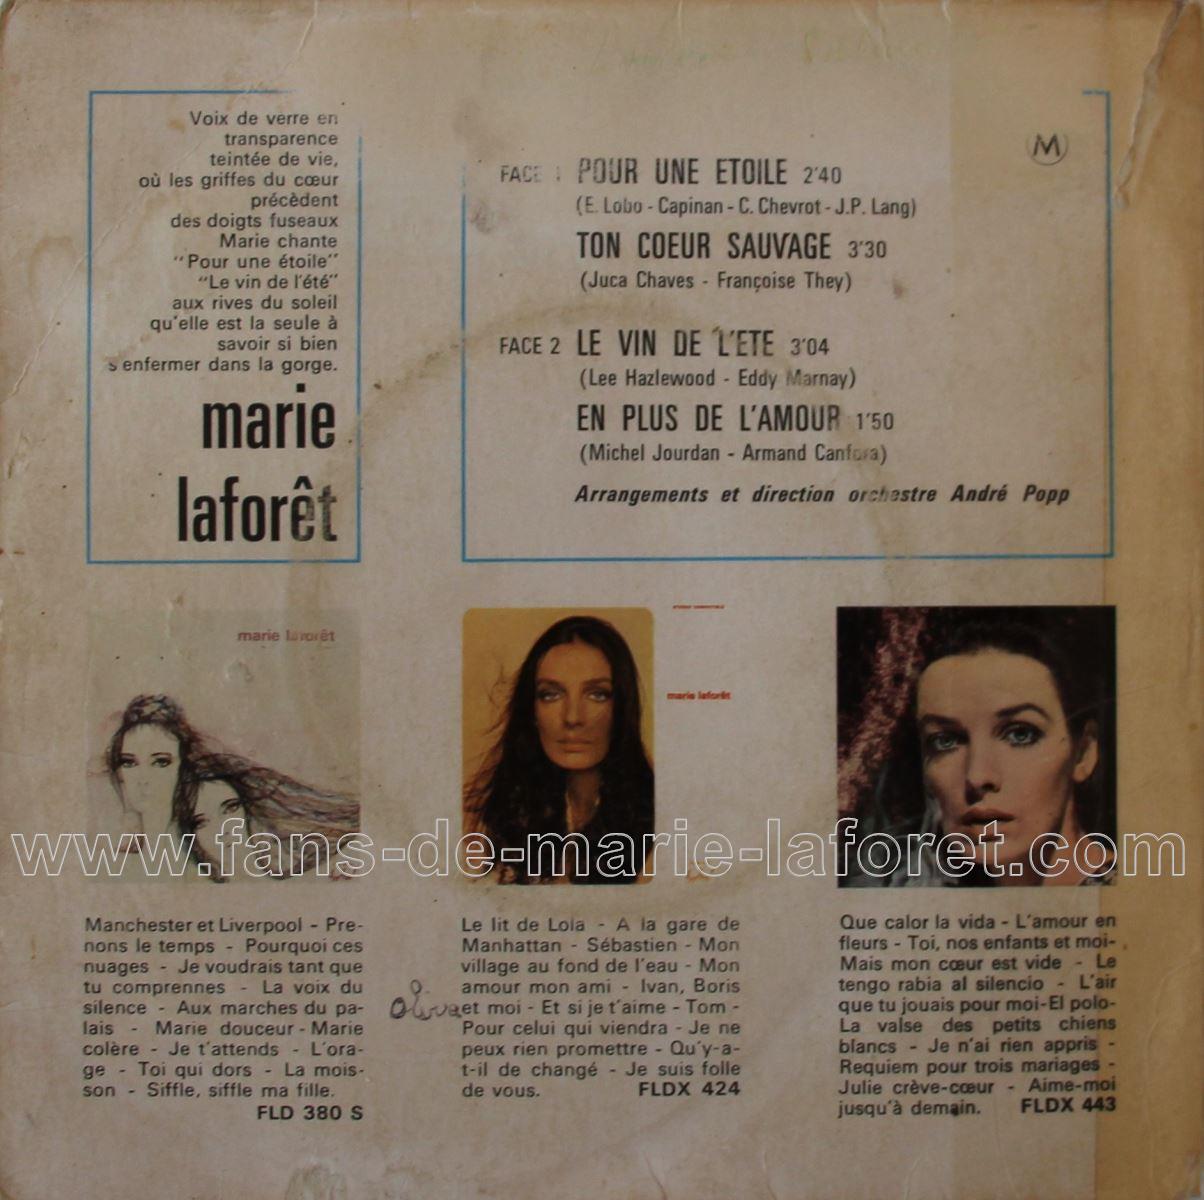 Voix de verre en
transparence
teintée de vie,
où les griffes du cœur
précèdent
des doigts fuseaux
Marie chante
"Pour une étoile"
"Le vin de l'été"
aux rives du soleil
qu'elle est la seule à
savoir si bien
s'enfermer dans la gorge.
marie
laforêt
M
FACE 1 POUR UNE ETOILE 2'40
(E. Lobo - Capinan - C. Chevrot - J.P. Lang)
TON COEUR SAUVAGE 3'30
(Juca Chaves - Françoise They)
FACE 2 LE VIN DE L'ETE 3'04
(Lee Hazlewood - Eddy Marnay)
EN PLUS DE L'AMOUR 1'50
(Michel Jourdan - Armand Canfora)
Arrangements et direction orchestre André Popp
marie laforêt
marie laforêt
www.fans-de-marie-laforet.com
Manchester et Liverpool - Pre-
nons le temps - Pourquoi ces
nuages - Je voudrais tant que
tu comprennes - La voix du
silence - Aux marches du pa-
lais - Marie douceur - Marie
colère - Je t'attends - L'ora-
ge - Toi qui dors - La mois-
son - Siffle, siffle ma fille.
FLD 380 S
Le lit de Lola - A la gare de
Manhattan - Sébastien - Mon
village au fond de l'eau - Mon
amour mon ami - Ivan, Boris
et moi - Et si je t'aime - Tom -
Pour celui qui viendra - Je ne
peux rien promettre - Qu'y-a-
t-il de changé - Je suis folle
de vous. FLDX 424
Que calor la vida - L'amour en
fleurs - Toi, nos enfants et moi-
Mais mon cœur est vide - Le
tengo rabia al silencio - L'air
que tu jouais pour moi-El polo-
La valse des petits chiens
blancs - Je n'ai rien appris -
Requiem pour trois mariages -
Julie crève-cœur - Aime-moi
jusqu'à demain. FLDX 443